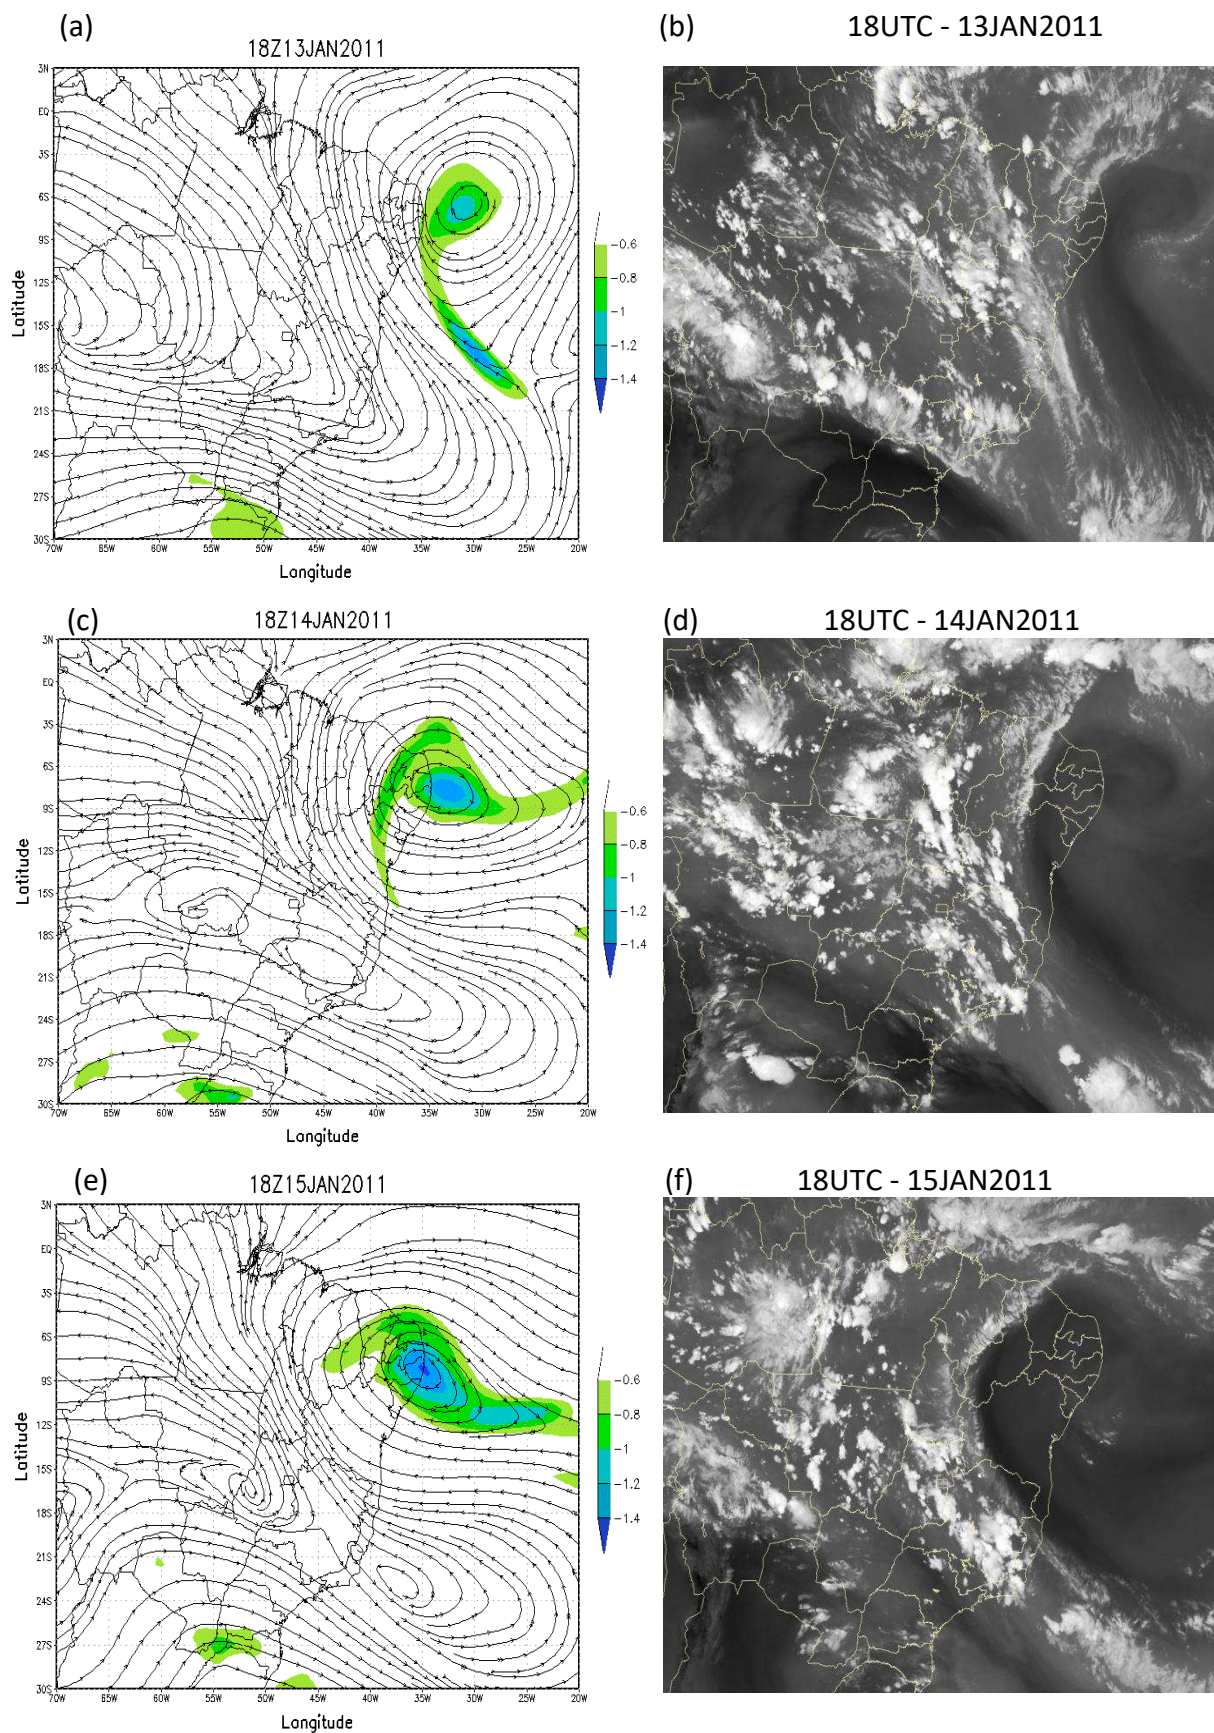 (a)
18Z13JAN2011
(b)
18UTC - 13JAN2011
3N
EQ
3S
6S
9S
12S
15S
18S
21S
24S
27S
30S
Latitude
70W 65W 60W 55W 50W 45W 40W 35W 30W 25W 20W
Longitude
-0.6
-0.8
-1
-1.2
-1.4
(c)
18Z14JAN2011
(d)
18UTC - 14JAN2011
3N
EQ
3S
6S
9S
12S
15S
18S
21S
24S
27S
30S
Latitude
70W 65W 60W 55W 50W 45W 40W 35W 30W 25W 20W
Longitude
-0.6
-0.8
-1
-1.2
-1.4
(e)
18Z15JAN2011
(f)
18UTC - 15JAN2011
3N
EQ
3S
6S
9S
12S
15S
18S
21S
24S
27S
30S
Latitude
70W 65W 60W 55W 50W 45W 40W 35W 30W 25W 20W
Longitude
-0.6
-0.8
-1
-1.2
-1.4